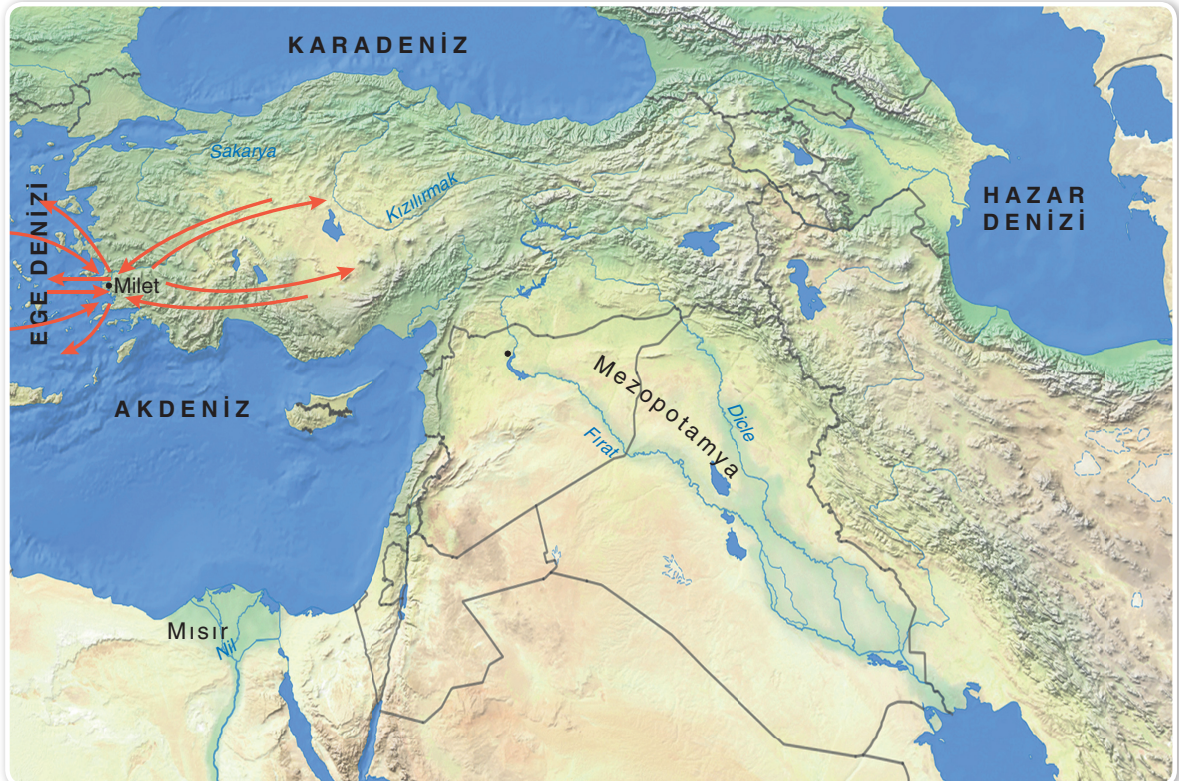 KARADENİZ
Sakarya
Kızılırmak
HAZAR
DENİZİ
EGE DENİZİ
Milet
AKDENİZ
Mezopotamya
Dicle
Fırat
Mısır
Nil